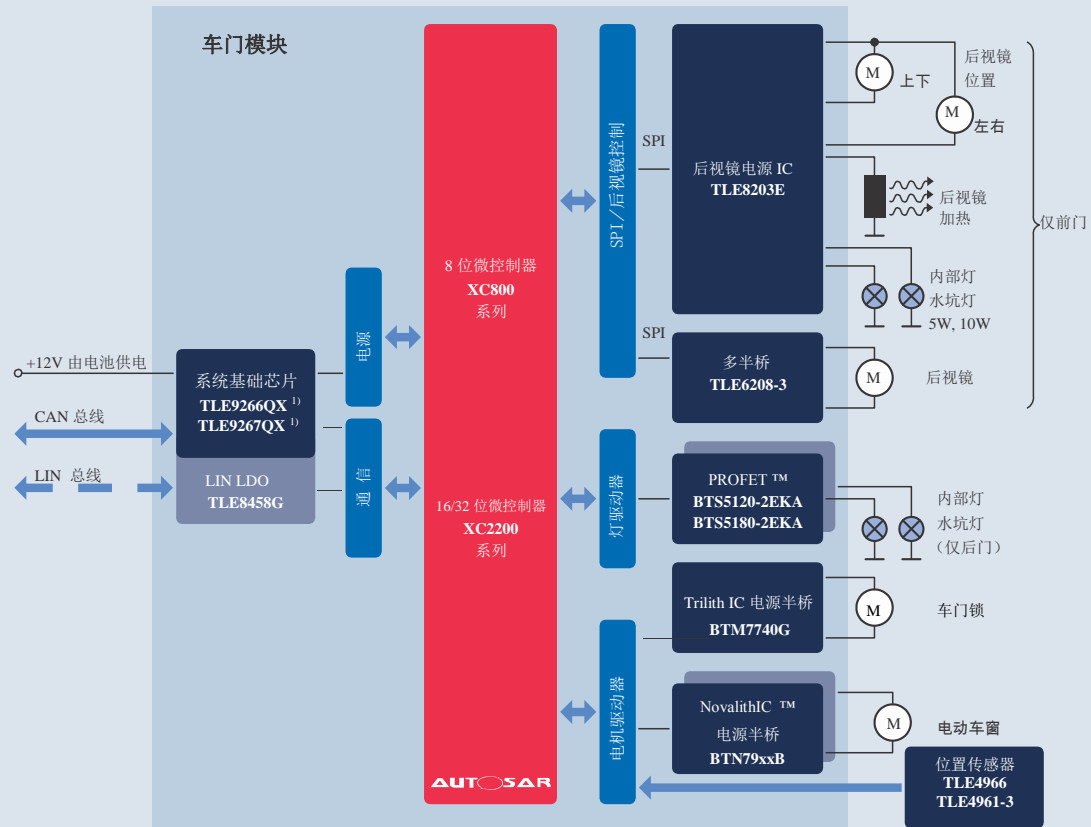 车门模块
+12V 由电池供电
CAN 总线
LIN 总线
系统基础芯片
TLE9266QX 1)
TLE9267QX 1)
LIN LDO
TLE8458G
电源
通信
8 位微控制器
XC800
系列
16/32 位微控制器
XC2200
系列
AUTOSAR
SPI／后视镜控制
灯驱动器
电机驱动器
SPI
SPI
后视镜电源 IC
TLE8203E
多半桥
TLE6208-3
PROFET ™
BTS5120-2EKA
BTS5180-2EKA
Trilith IC 电源半桥
BTM7740G
NovalithIC ™
电源半桥
BTN79xxB
M
上下
后视镜
位置
M
左右
后视镜
加热
内部灯
水坑灯
5W, 10W
M
后视镜
仅前门
内部灯
水坑灯
（仅后门）
M
车门锁
M
电动车窗
位置传感器
TLE4966
TLE4961-3